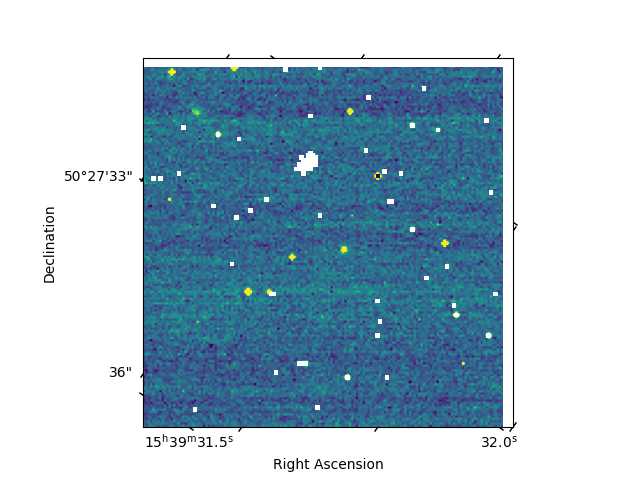 50°27'33"
Declination
36"
15ʰ39ᵐ31.5ˢ
32.0ˢ
Right Ascension